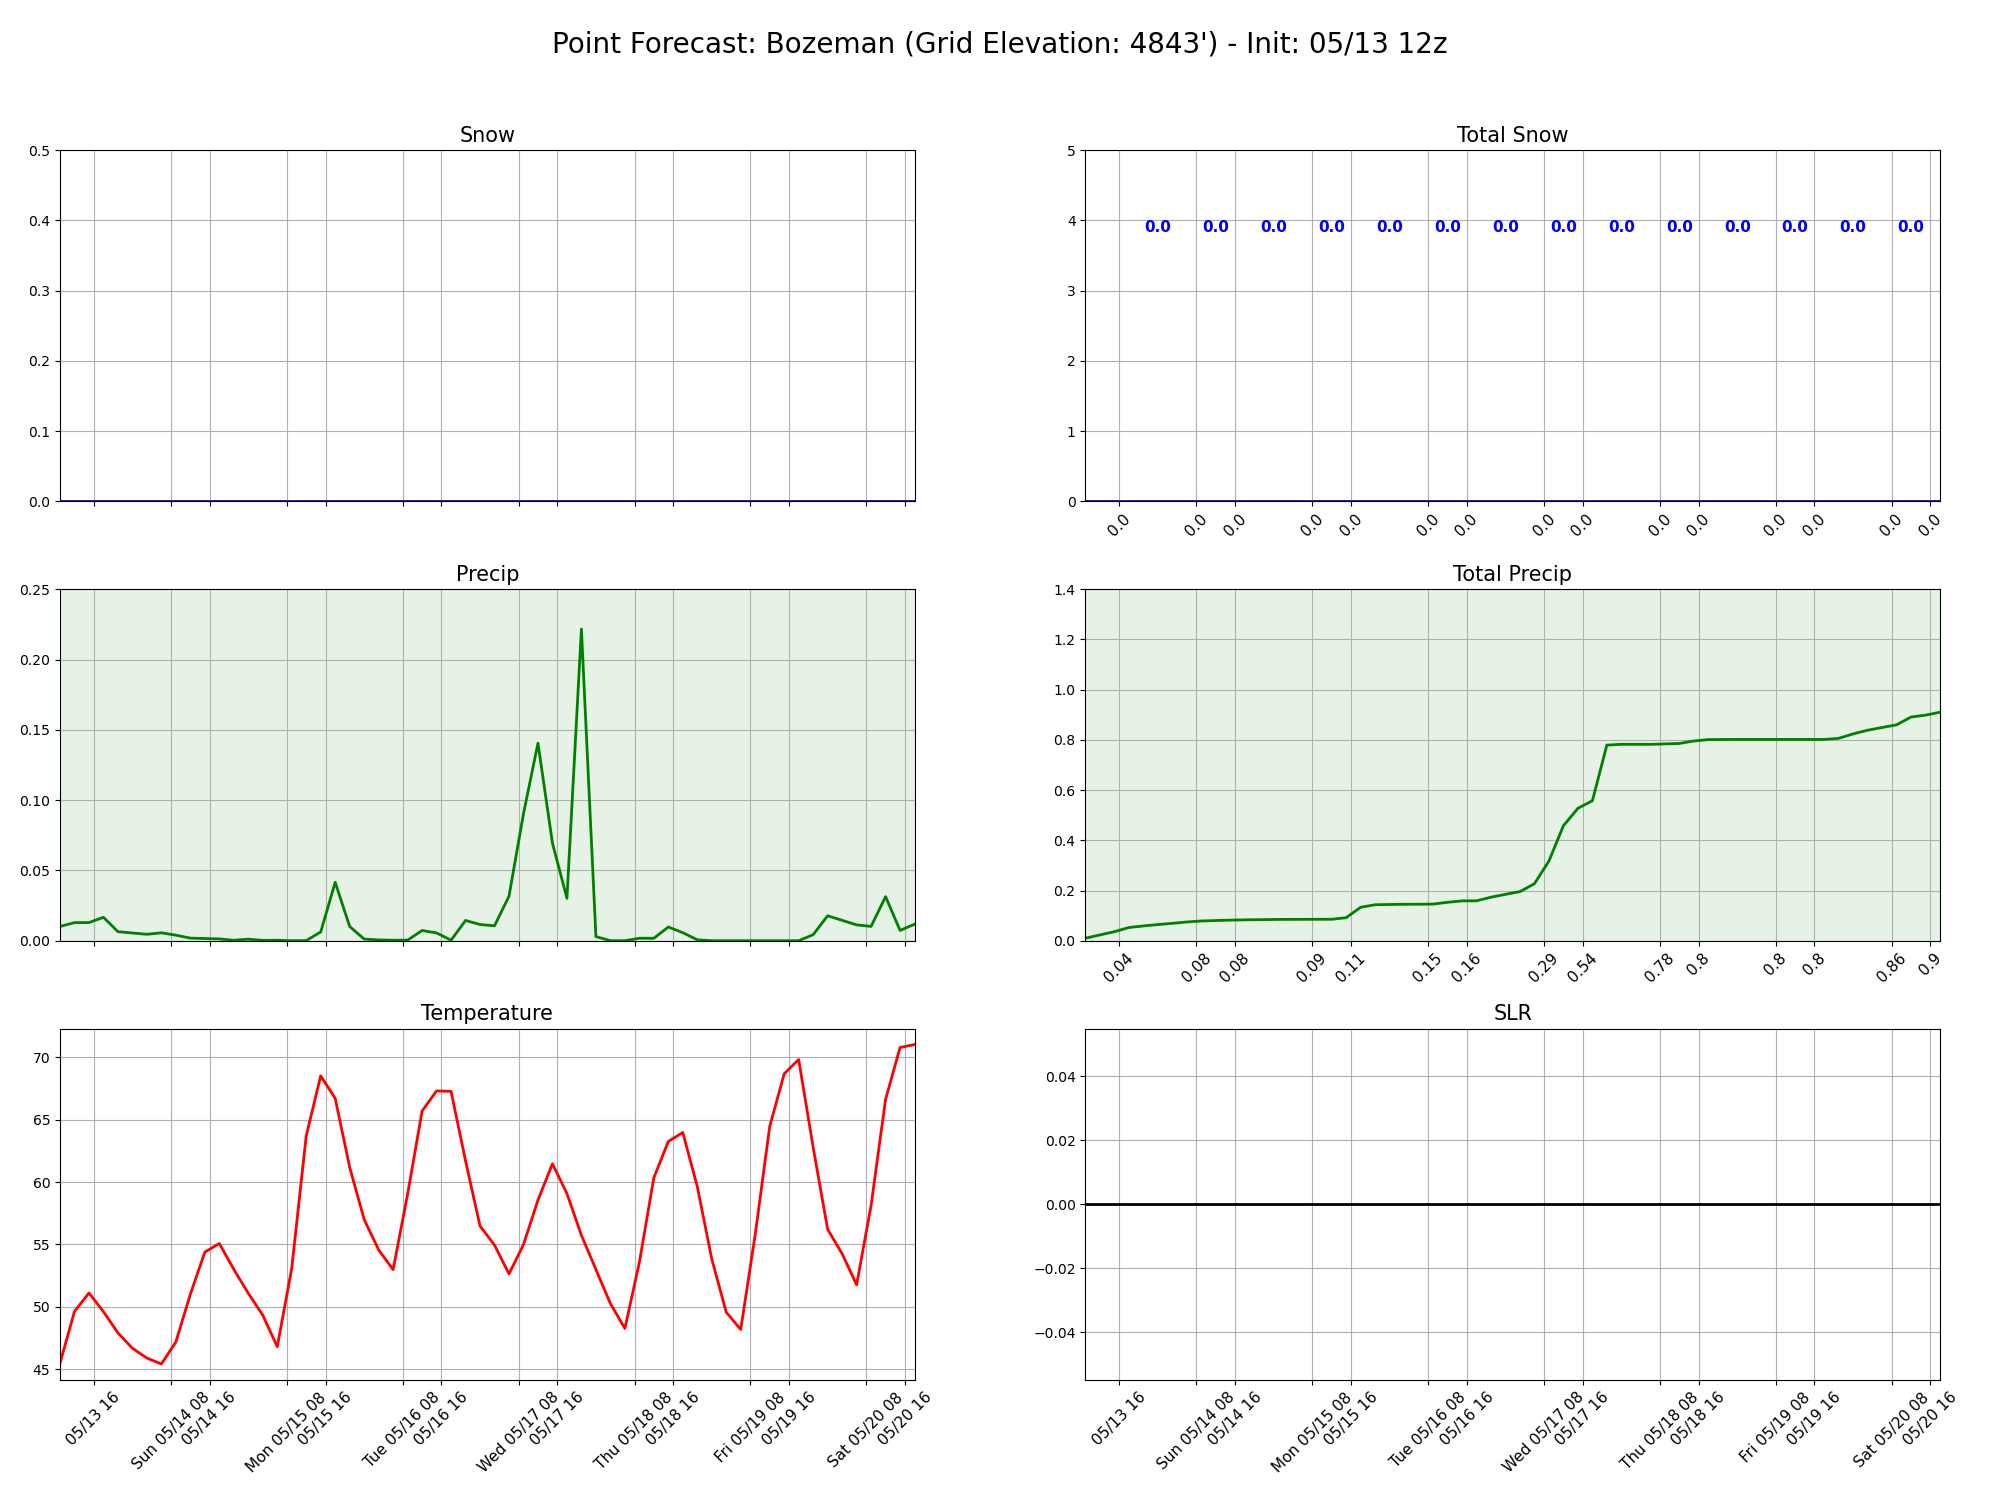 Point Forecast: Bozeman (Grid Elevation: 4843') - Init: 05/13 12z
Snow
0.5
0.4
0.3
0.2
0.1
0.0
Total Snow
5
4
3
2
1
0
0.0 0.0 0.0 0.0 0.0 0.0 0.0 0.0 0.0 0.0 0.0 0.0 0.0 0.0
0.0 0.0 0.0 0.0 0.0 0.0 0.0 0.0 0.0 0.0 0.0 0.0 0.0 0.0 0.0
Precip
0.25
0.20
0.15
0.10
0.05
0.00
Total Precip
1.4
1.2
1.0
0.8
0.6
0.4
0.2
0.0
0.04 0.08 0.08 0.09 0.11 0.15 0.16 0.29 0.54 0.78 0.8 0.8 0.8 0.86 0.9
Temperature
70
65
60
55
50
45
05/13 16
Sun 05/14 08
05/14 16
Mon 05/15 08
05/15 16
Tue 05/16 08
05/16 16
Wed 05/17 08
05/17 16
Thu 05/18 08
05/18 16
Fri 05/19 08
05/19 16
Sat 05/20 08
05/20 16
SLR
0.04
0.02
0.00
−0.02
−0.04
05/13 16
Sun 05/14 08
05/14 16
Mon 05/15 08
05/15 16
Tue 05/16 08
05/16 16
Wed 05/17 08
05/17 16
Thu 05/18 08
05/18 16
Fri 05/19 08
05/19 16
Sat 05/20 08
05/20 16